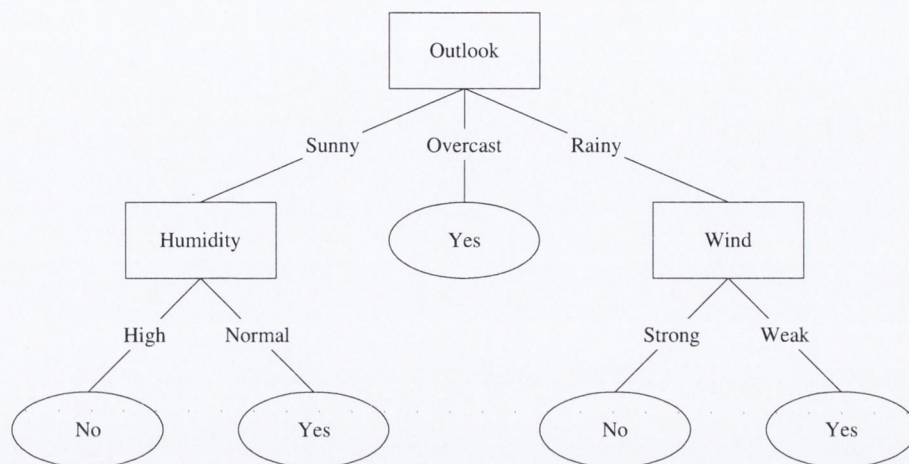 Outlook
Sunny Overcast Rainy
Humidity Yes Wind
High Normal Strong Weak
No Yes No Yes